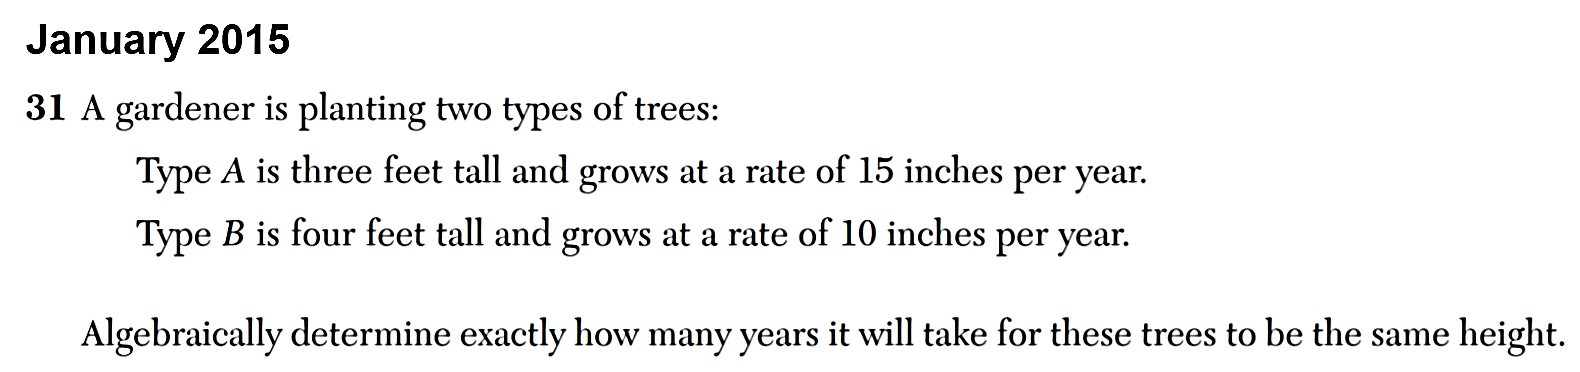 January 2015
31 A gardener is planting two types of trees:
Type A is three feet tall and grows at a rate of 15 inches per year.
Type B is four feet tall and grows at a rate of 10 inches per year.
Algebraically determine exactly how many years it will take for these trees to be the same height.